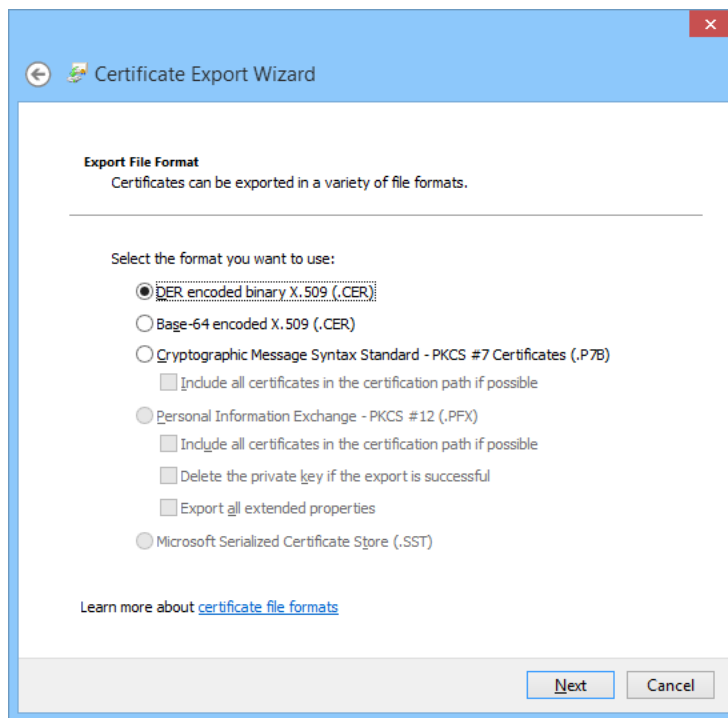 Certificate Export Wizard
Export File Format
Certificates can be exported in a variety of file formats.
Select the format you want to use:
DER encoded binary X.509 (.CER)
Base-64 encoded X.509 (.CER)
Cryptographic Message Syntax Standard - PKCS #7 Certificates (.P7B)
Include all certificates in the certification path if possible
Personal Information Exchange - PKCS #12 (.PFX)
Include all certificates in the certification path if possible
Delete the private key if the export is successful
Export all extended properties
Microsoft Serialized Certificate Store (.SST)
Learn more about certificate file formats
Next Cancel